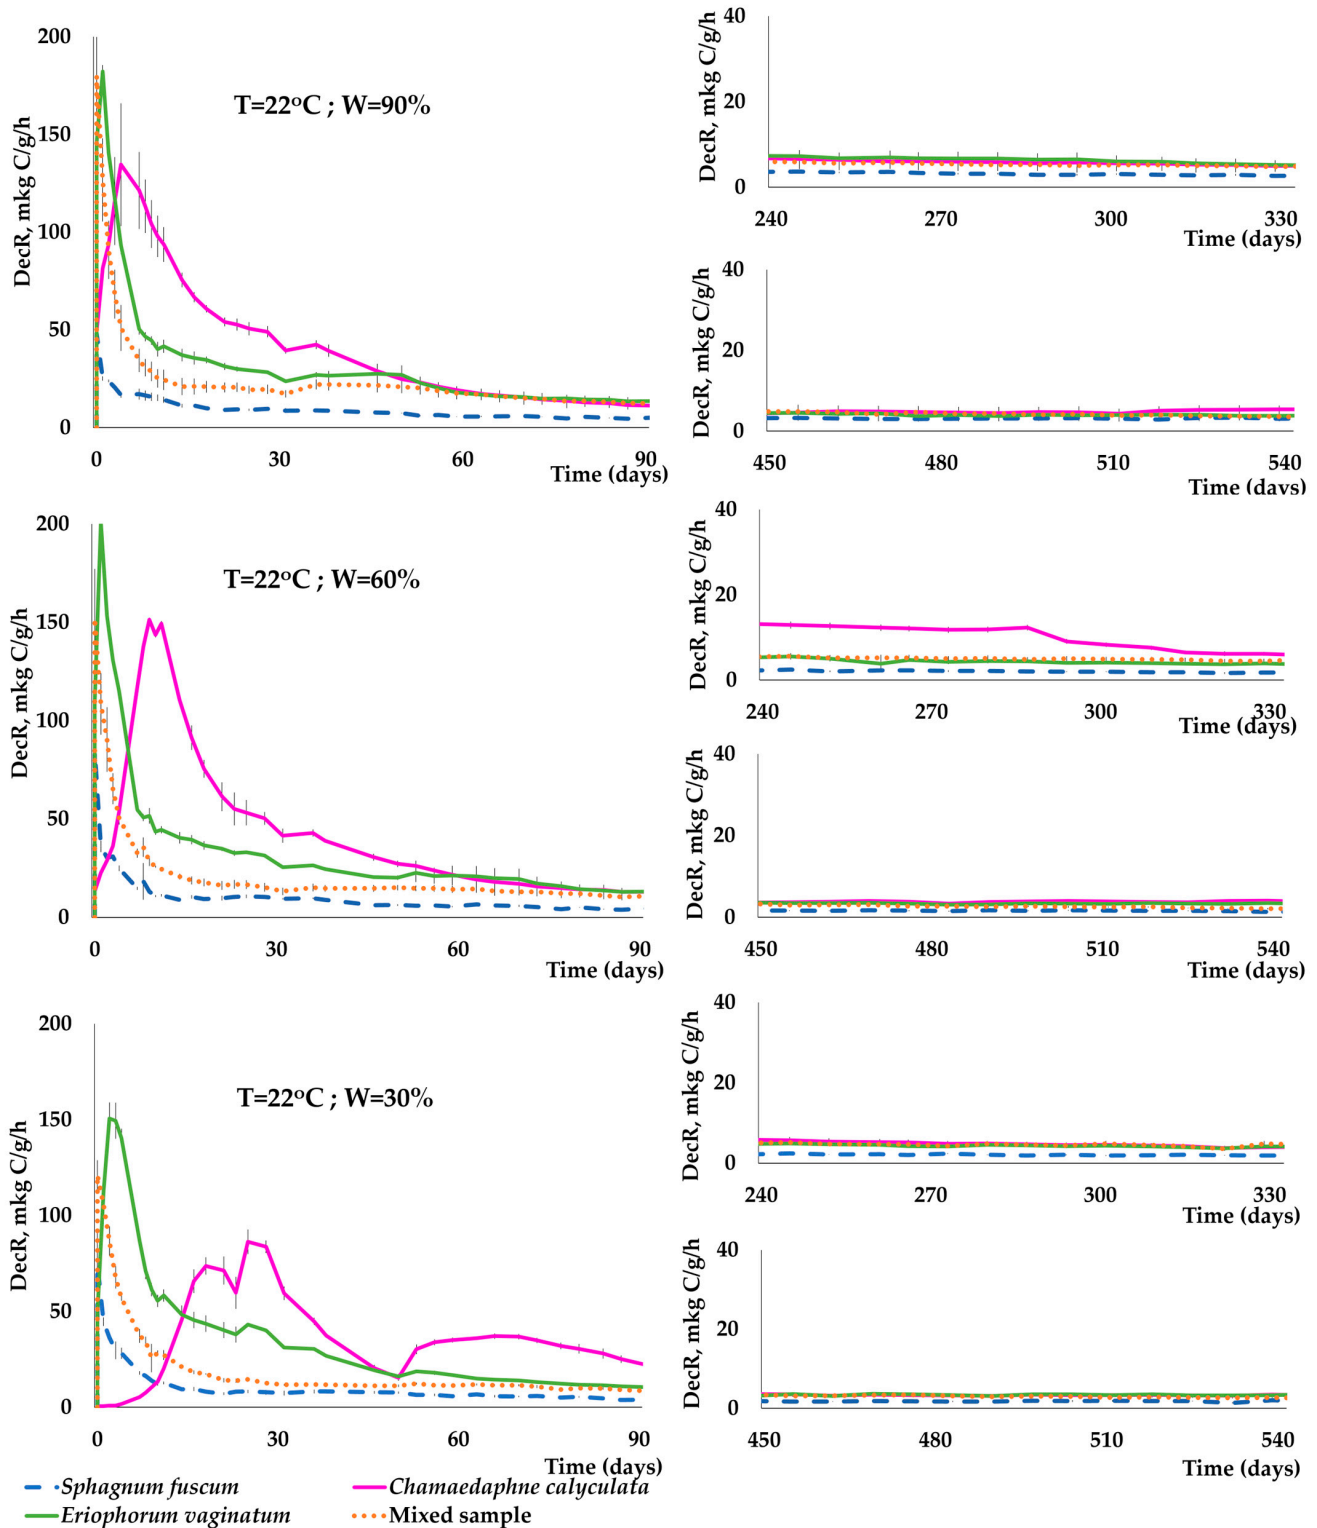 DecR, mkg C/g/h
200
150
100
50
0
T=22°C ; W=90%
0 30 60 90
Time (days)
DecR, mkg C/g/h
40
20
0
240 270 300 330
Time (days)
DecR, mkg C/g/h
40
20
0
450 480 510 540
Time (days)
DecR, mkg C/g/h
200
150
100
50
0
T=22°C ; W=60%
0 30 60 90
Time (days)
DecR, mkg C/g/h
40
20
0
240 270 300 330
Time (days)
DecR, mkg C/g/h
40
20
0
450 480 510 540
Time (days)
DecR, mkg C/g/h
200
150
100
50
0
T=22°C ; W=30%
0 30 60 90
Time (days)
DecR, mkg C/g/h
40
20
0
240 270 300 330
Time (days)
DecR, mkg C/g/h
40
20
0
450 480 510 540
Time (days)
Sphagnum fuscum Chamaedaphne calyculata
Eriophorum vaginatum Mixed sample